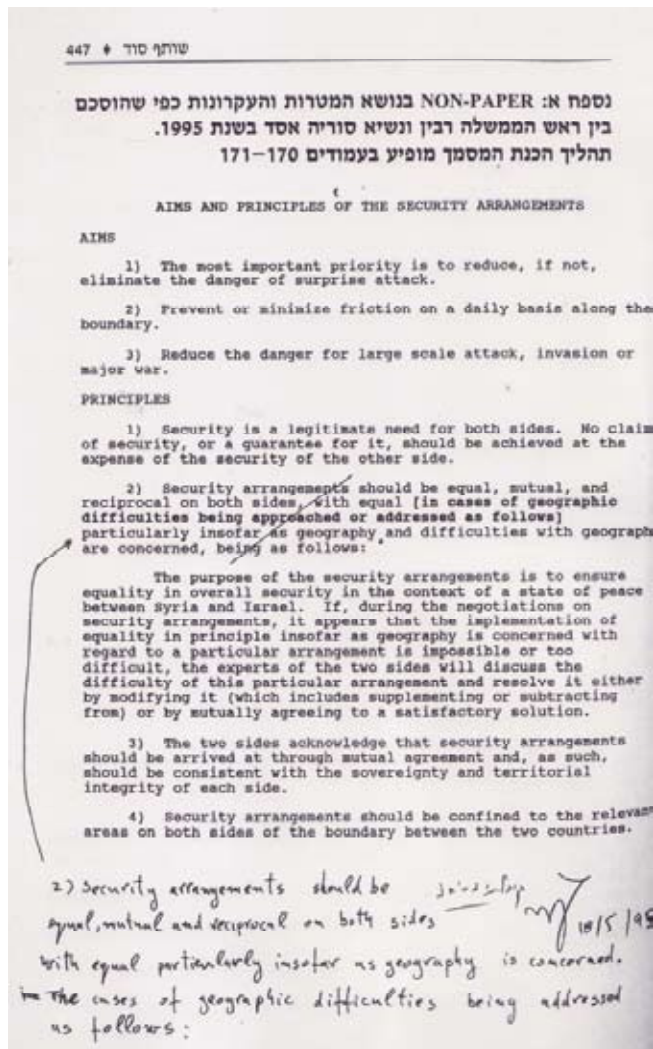 447 ♦ שותף סוד
נספח א: NON-PAPER בנושא המטרות והעקרונות כפי שהוסכם
בין ראש הממשלה רבין ונשיא סוריה אסד בשנת 1995.
תהליך הכנת המסמך מופיע בעמודים 170–171
AIMS AND PRINCIPLES OF THE SECURITY ARRANGEMENTS
AIMS
1) The most important priority is to reduce, if not,
eliminate the danger of surprise attack.
2) Prevent or minimize friction on a daily basis along the
boundary.
3) Reduce the danger for large scale attack, invasion or
major war.
PRINCIPLES
1) Security is a legitimate need for both sides. No claim
of security, or a guarantee for it, should be achieved at the
expense of the security of the other side.
2) Security arrangements should be equal, mutual, and
reciprocal on both sides, with equal [in cases of geographic
difficulties being approached or addressed as follows]
particularly insofar as geography and difficulties with geograph
are concerned, being as follows:
The purpose of the security arrangements is to ensure
equality in overall security in the context of a state of peace
between Syria and Israel. If, during the negotiations on
security arrangements, it appears that the implementation of
equality in principle insofar as geography is concerned with
regard to a particular arrangement is impossible or too
difficult, the experts of the two sides will discuss the
difficulty of this particular arrangement and resolve it either
by modifying it (which includes supplementing or subtracting
from) or by mutually agreeing to a satisfactory solution.
3) The two sides acknowledge that security arrangements
should be arrived at through mutual agreement and, as such,
should be consistent with the sovereignty and territorial
integrity of each side.
4) Security arrangements should be confined to the relevant
areas on both sides of the boundary between the two countries.
2) Security arrangements should be
equal, mutual and reciprocal on both sides 18/5/95
with equal particularly insofar as geography is concerned.
The cases of geographic difficulties being addressed
as follows: